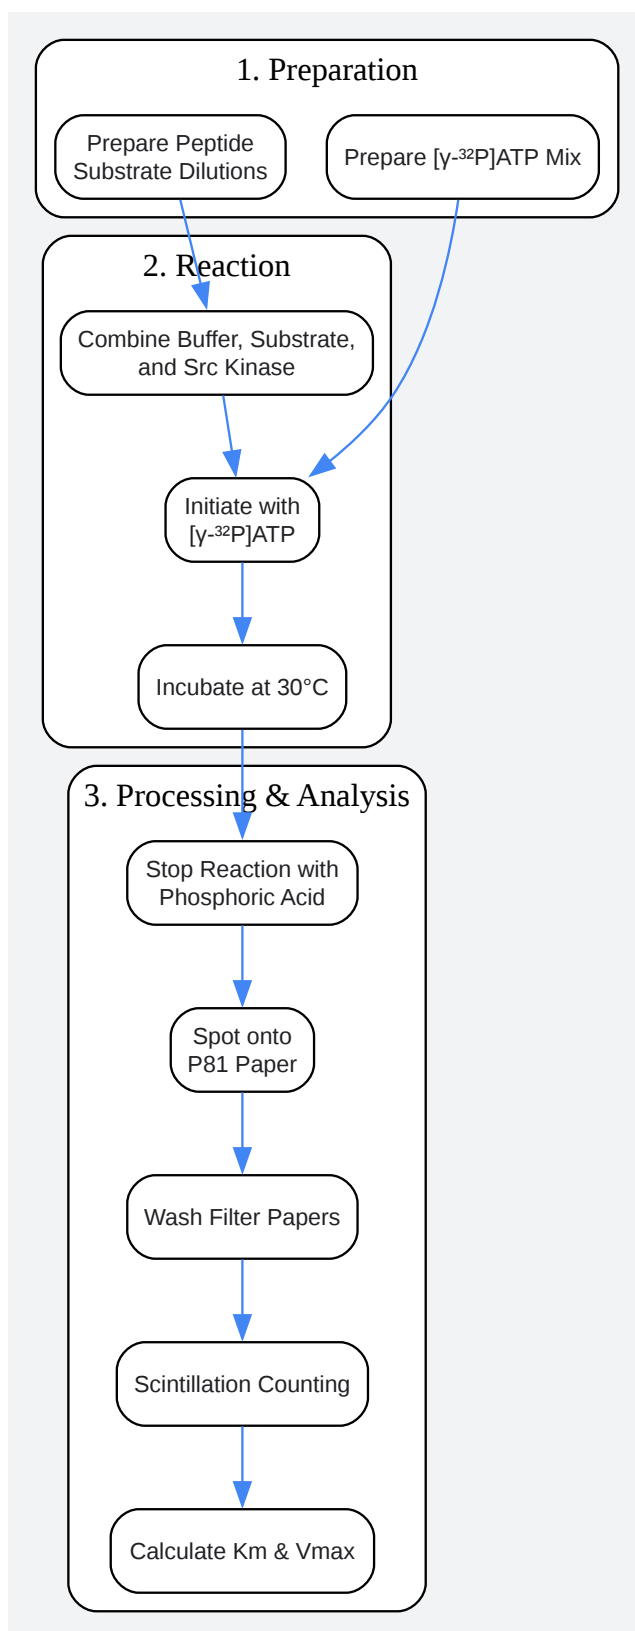 1. Preparation
Prepare Peptide
Substrate Dilutions
Prepare [γ-³²P]ATP Mix
2. Reaction
Combine Buffer, Substrate,
and Src Kinase
Initiate with
[γ-³²P]ATP
Incubate at 30°C
3. Processing & Analysis
Stop Reaction with
Phosphoric Acid
Spot onto
P81 Paper
Wash Filter Papers
Scintillation Counting
Calculate Km & Vmax